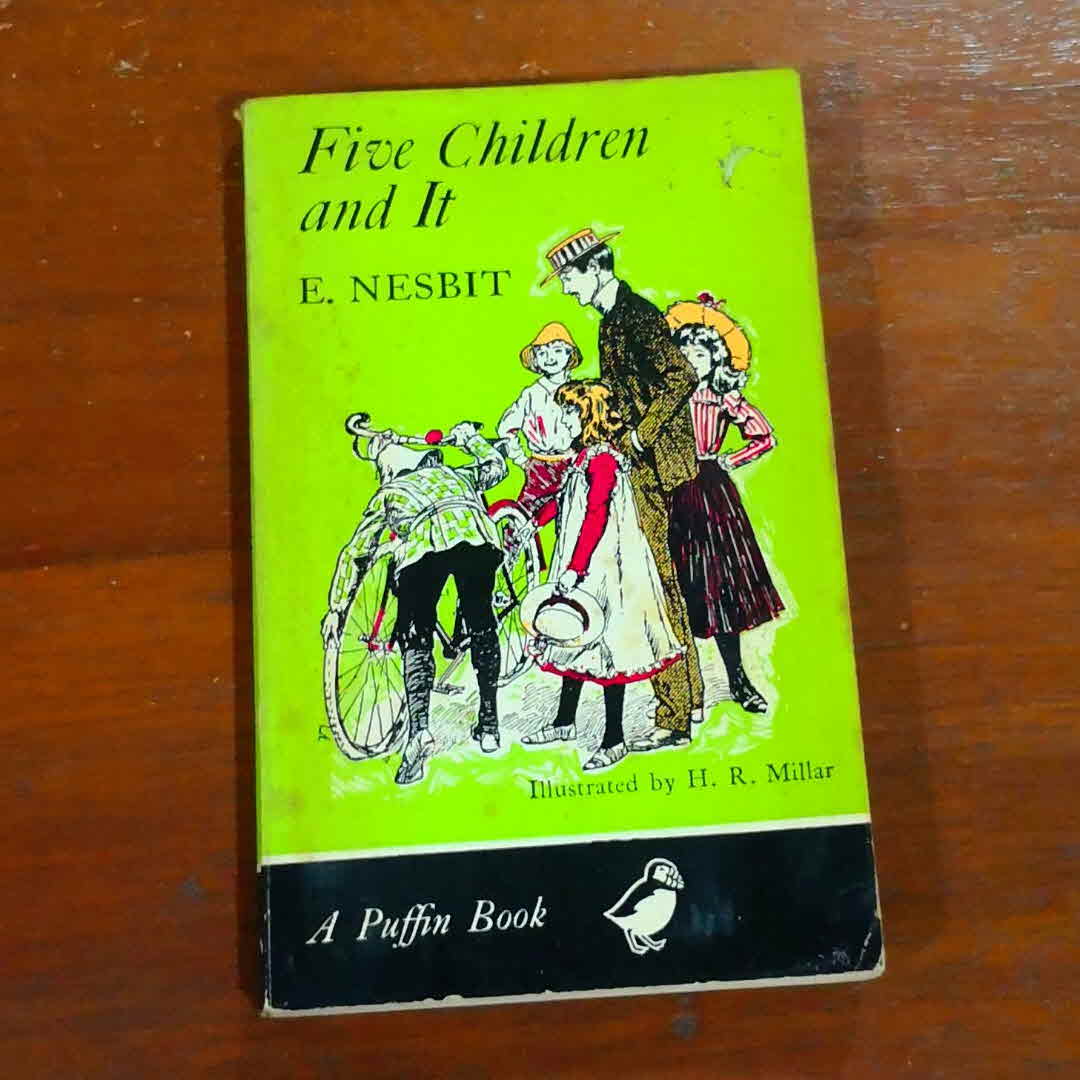 Five Children
and It
E. NESBIT
Illustrated by H. R. Millar
A Puffin Book